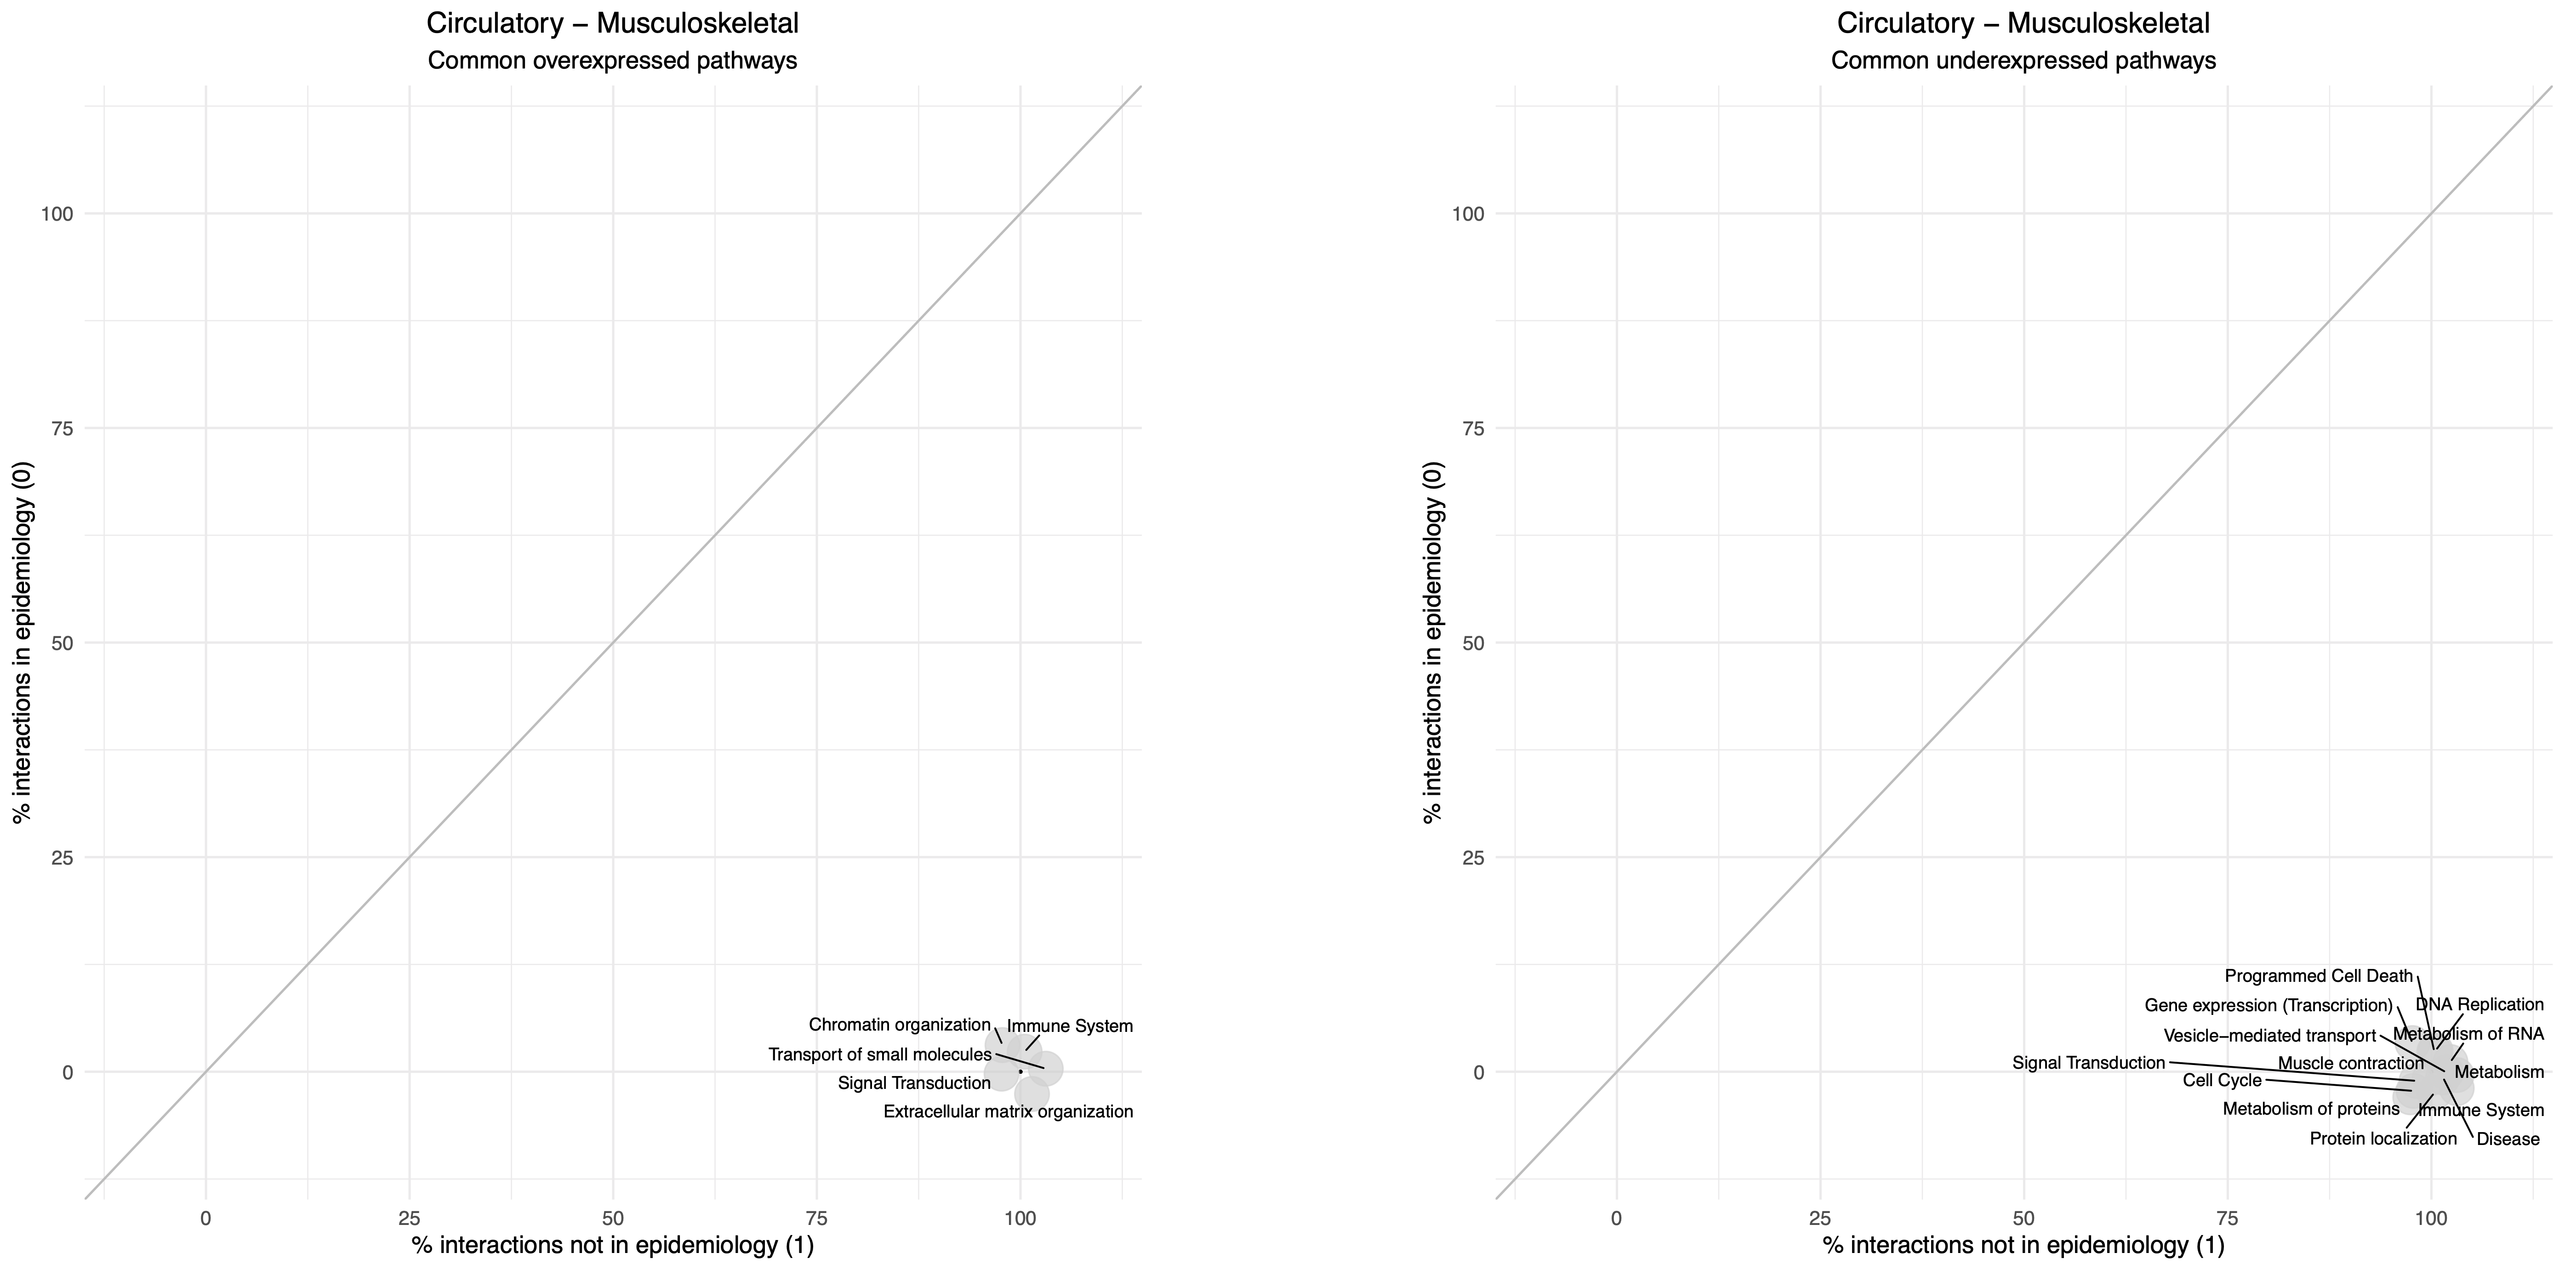 Circulatory – Musculoskeletal
Common overexpressed pathways
% interactions in epidemiology (0)
100
75
50
25
0
Chromatin organization
Immune System
Transport of small molecules
Signal Transduction
Extracellular matrix organization
0
25
50
75
100
% interactions not in epidemiology (1)
Circulatory – Musculoskeletal
Common underexpressed pathways
% interactions in epidemiology (0)
100
75
50
25
0
Programmed Cell Death
Gene expression (Transcription)
DNA Replication
Vesicle–mediated transport
Metabolism of RNA
Signal Transduction
Muscle contraction
Metabolism
Cell Cycle
Metabolism of proteins
Immune System
Protein localization
Disease
0
25
50
75
100
% interactions not in epidemiology (1)